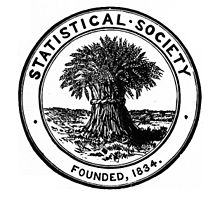 STATISTICAL · SOCIETY
FOUNDED, 1834.